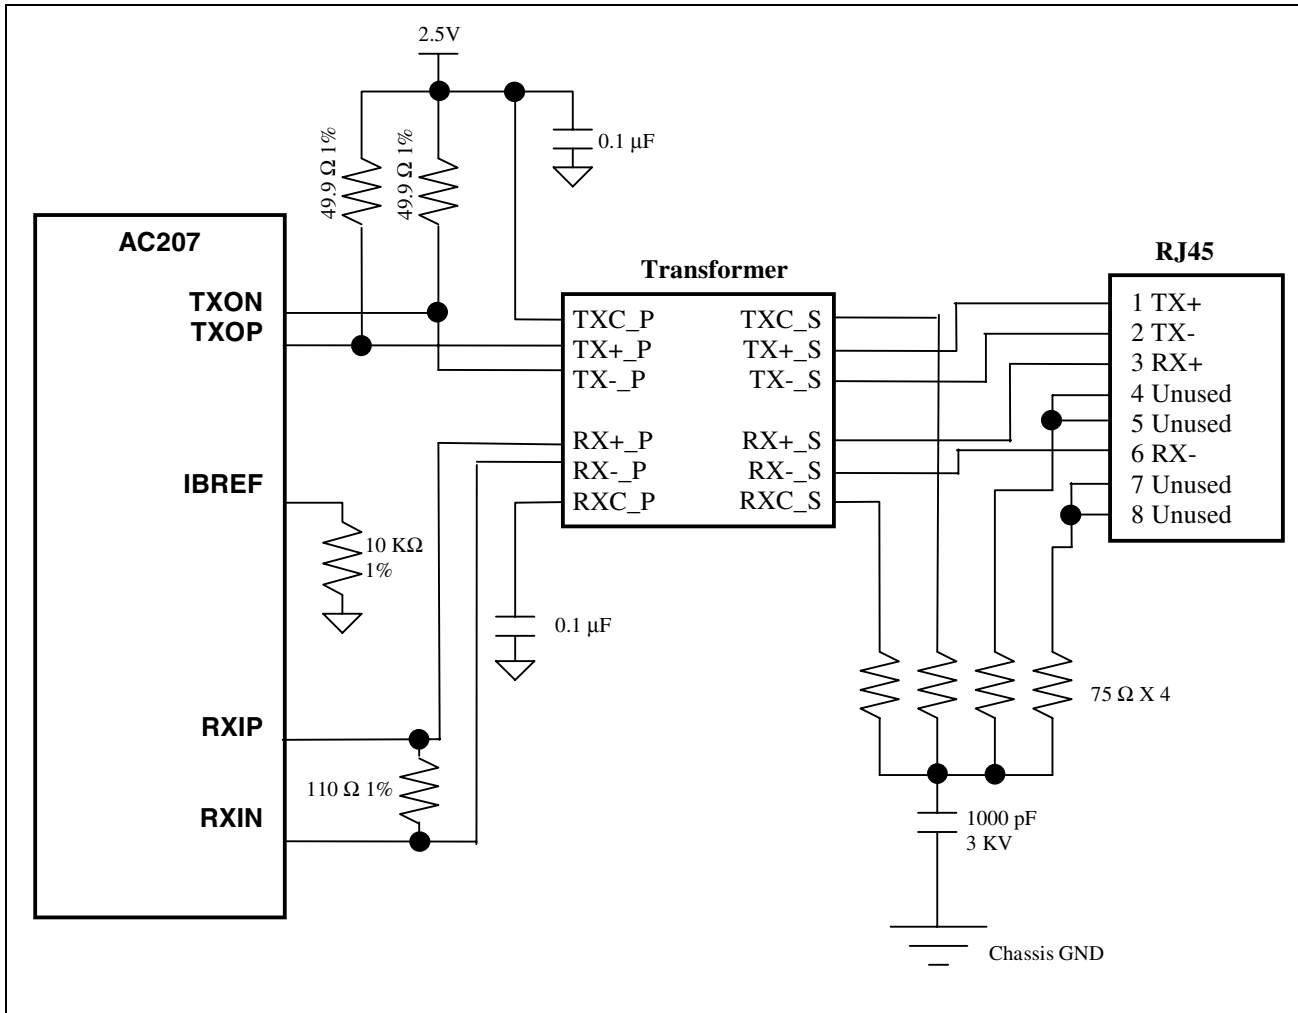 2.5V
49.9 Ω 1%
49.9 Ω 1%
0.1 µF
AC207
TXON
TXOP
IBREF
10 KΩ
1%
RXIP
110 Ω 1%
RXIN
Transformer
TXC_P
TX+_P
TX-_P
RX+_P
RX-_P
RXC_P
TXC_S
TX+_S
TX-_S
RX+_S
RX-_S
RXC_S
0.1 µF
RJ45
1 TX+
2 TX-
3 RX+
4 Unused
5 Unused
6 RX-
7 Unused
8 Unused
75 Ω X 4
1000 pF
3 KV
Chassis GND